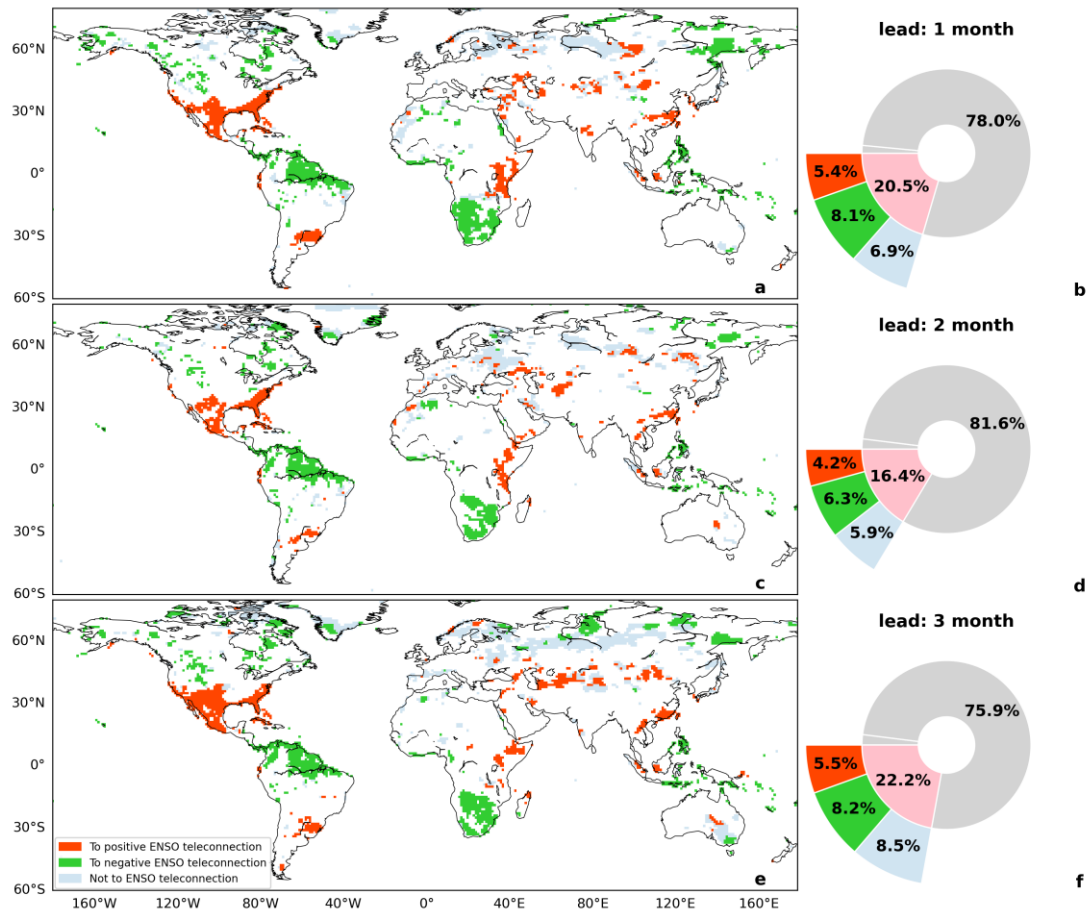 60°N
30°N
0°
30°S
60°S
a
lead: 1 month
78.0%
5.4%
20.5%
8.1%
6.9%
b
60°N
30°N
0°
30°S
60°S
c
lead: 2 month
81.6%
4.2%
16.4%
6.3%
5.9%
d
60°N
30°N
0°
30°S
60°S
To positive ENSO teleconnection
To negative ENSO teleconnection
Not to ENSO teleconnection
e
160°W 120°W 80°W 40°W 0° 40°E 80°E 120°E 160°E
lead: 3 month
75.9%
5.5%
22.2%
8.2%
8.5%
f